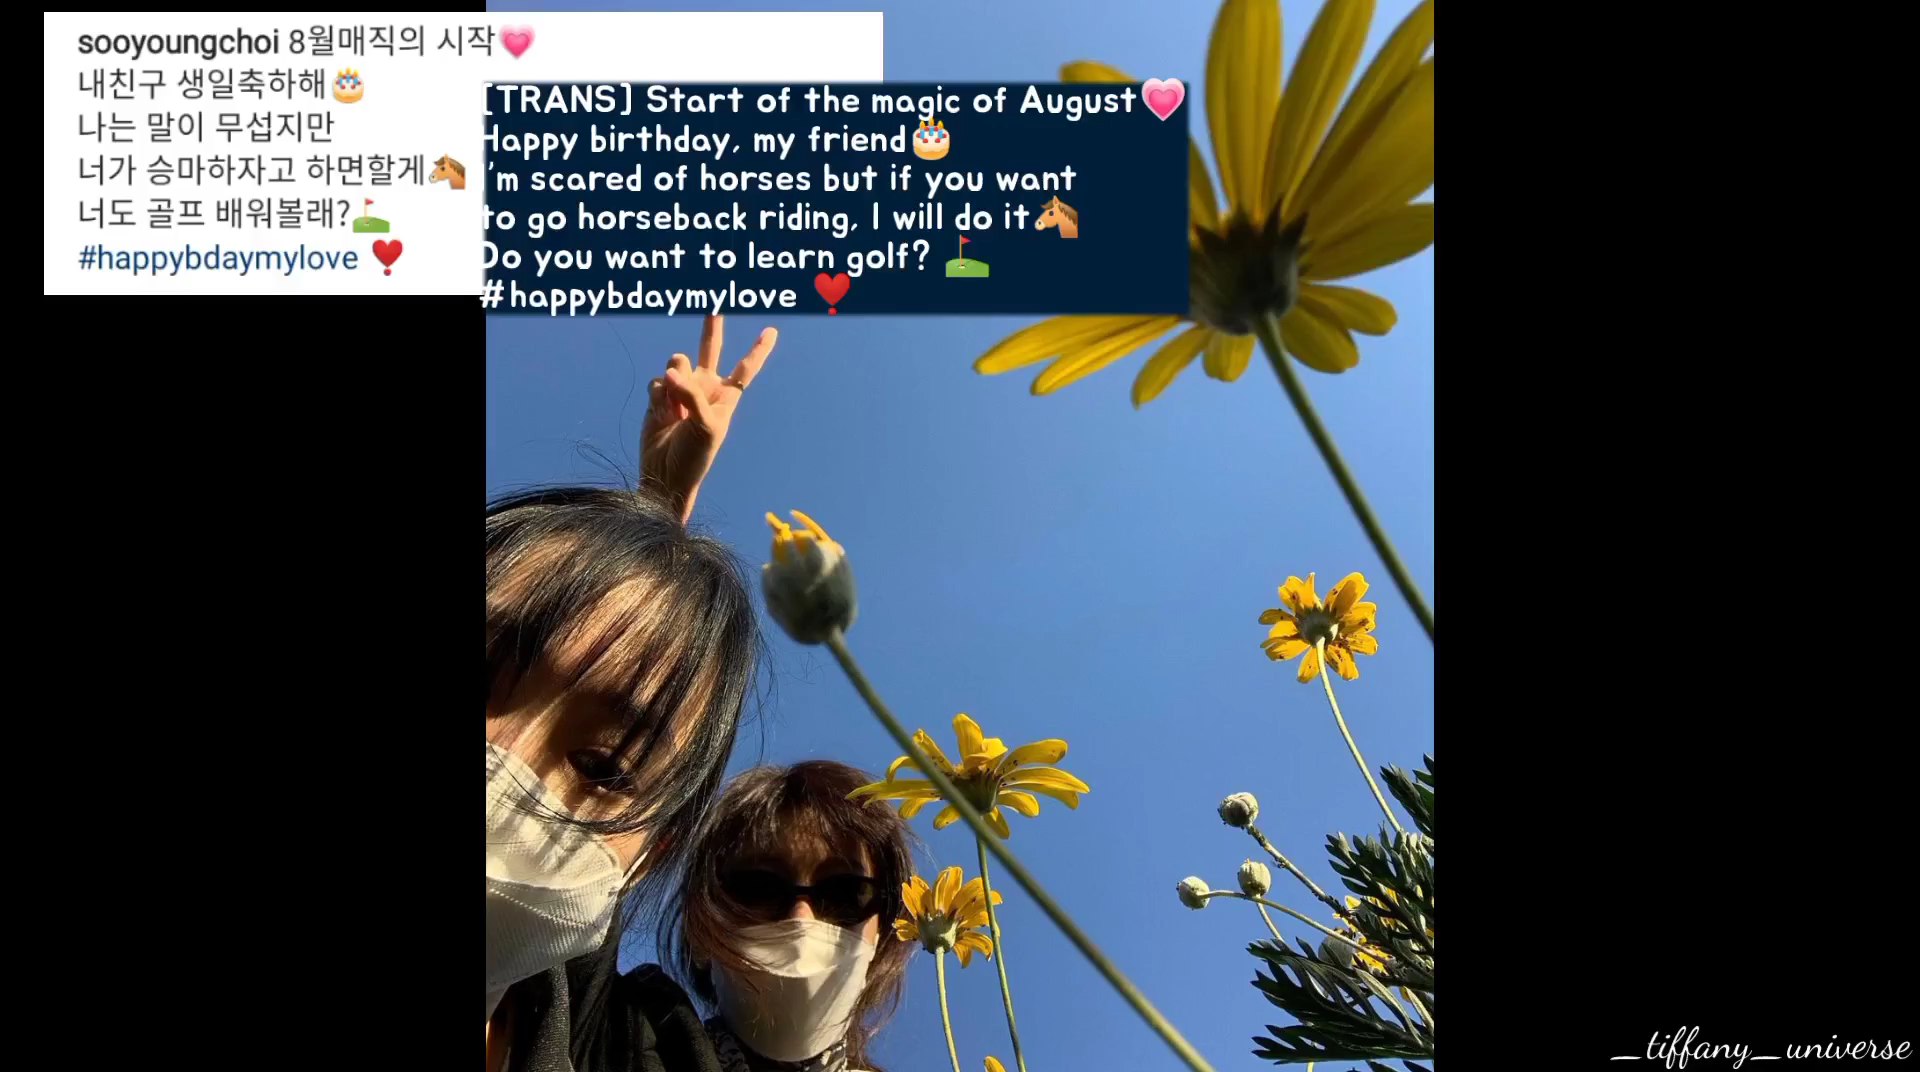 sooyoungchoi 8월매직의 시작💗
내친구 생일축하해🎂
나는 말이 무섭지만
너가 승마하자고 하면할게🐴
너도 골프 배워볼래?⛳
#happybdaymylove ❣️
[TRANS] Start of the magic of August💗
Happy birthday, my friend🎂
I'm scared of horses but if you want
to go horseback riding, I will do it🐴
Do you want to learn golf? ⛳
#happybdaymylove ❣️
_tiffany_universe